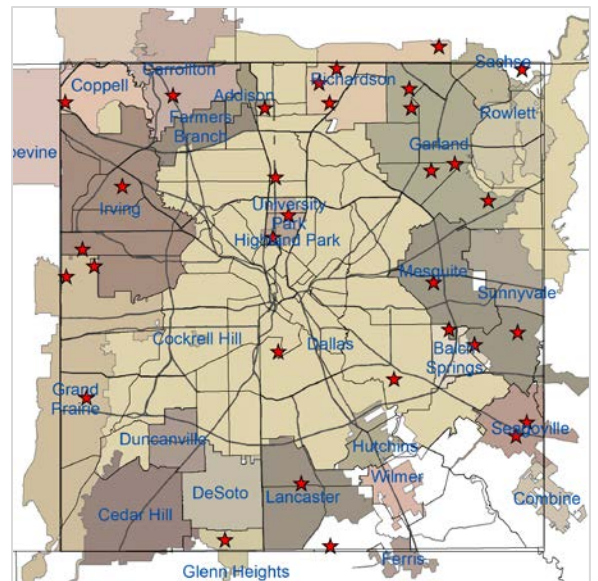 Coppell
Carrollton
Addison
Richardson
Sachse
Farmers
Branch
Rowlett
Garland
Irving
University
Park
Highland Park
Mesquite
Sunnyvale
Cockrell Hill
Dallas
Balch
Springs
Grand
Prairie
Duncanville
Hutchins
Seagoville
DeSoto
Lancaster
Wilmer
Cedar Hill
Combine
Ferris
Glenn Heights